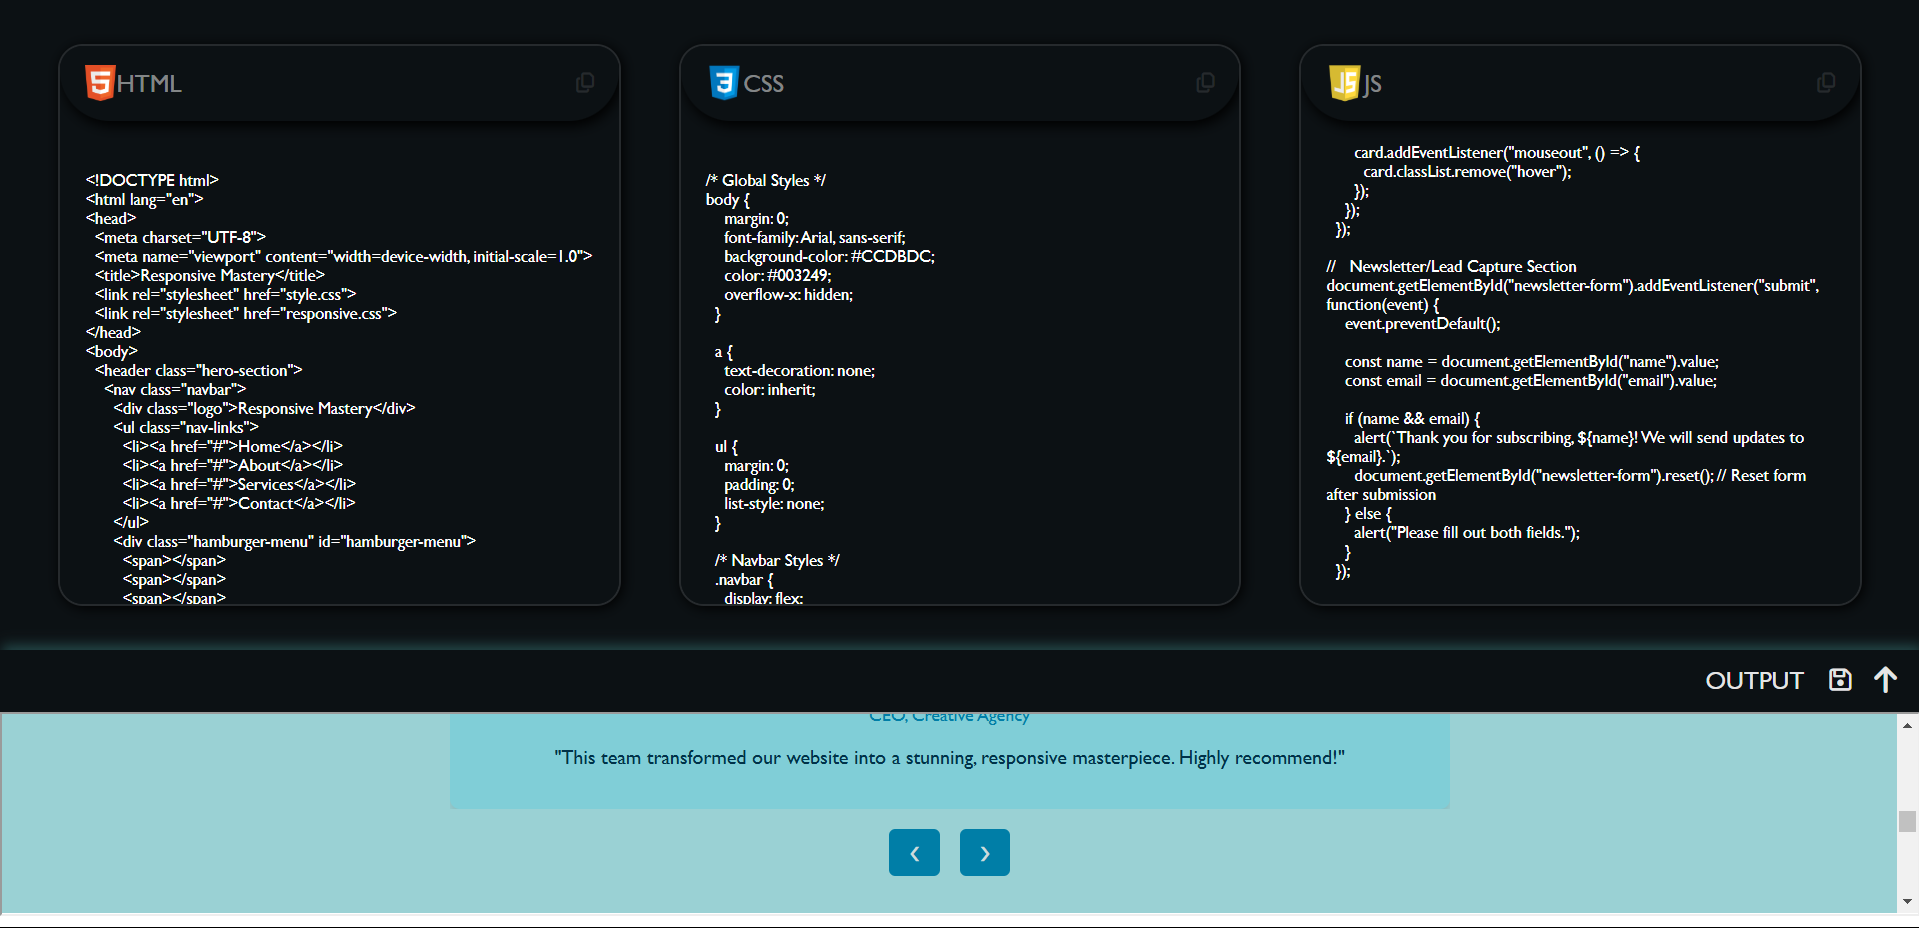 HTML
<!DOCTYPE html>
<html lang="en">
<head>
<meta charset="UTF-8">
<meta name="viewport" content="width=device-width, initial-scale=1.0">
<title>Responsive Mastery</title>
<link rel="stylesheet" href="style.css">
<link rel="stylesheet" href="responsive.css">
</head>
<body>
<header class="hero-section">
<nav class="navbar">
<div class="logo">Responsive Mastery</div>
<ul class="nav-links">
<li><a href="#">Home</a></li>
<li><a href="#">About</a></li>
<li><a href="#">Services</a></li>
<li><a href="#">Contact</a></li>
</ul>
<div class="hamburger-menu" id="hamburger-menu">
<span></span>
<span></span>
<span></span>
CSS
/* Global Styles */
body {
margin: 0;
font-family: Arial, sans-serif;
background-color: #CCDBDC;
color: #003249;
overflow-x: hidden;
}
a {
text-decoration: none;
color: inherit;
}
ul {
margin: 0;
padding: 0;
list-style: none;
}
/* Navbar Styles */
.navbar {
display: flex;
JS
card.addEventListener("mouseout", () => {
card.classList.remove("hover");
});
});
});
// Newsletter/Lead Capture Section
document.getElementById("newsletter-form").addEventListener("submit",
function(event) {
event.preventDefault();
const name = document.getElementById("name").value;
const email = document.getElementById("email").value;
if (name && email) {
alert(`Thank you for subscribing, ${name}! We will send updates to
${email}.`);
document.getElementById("newsletter-form").reset(); // Reset form
after submission
} else {
alert("Please fill out both fields.");
}
});
OUTPUT
CEO, Creative Agency
"This team transformed our website into a stunning, responsive masterpiece. Highly recommend!"
‹ ›